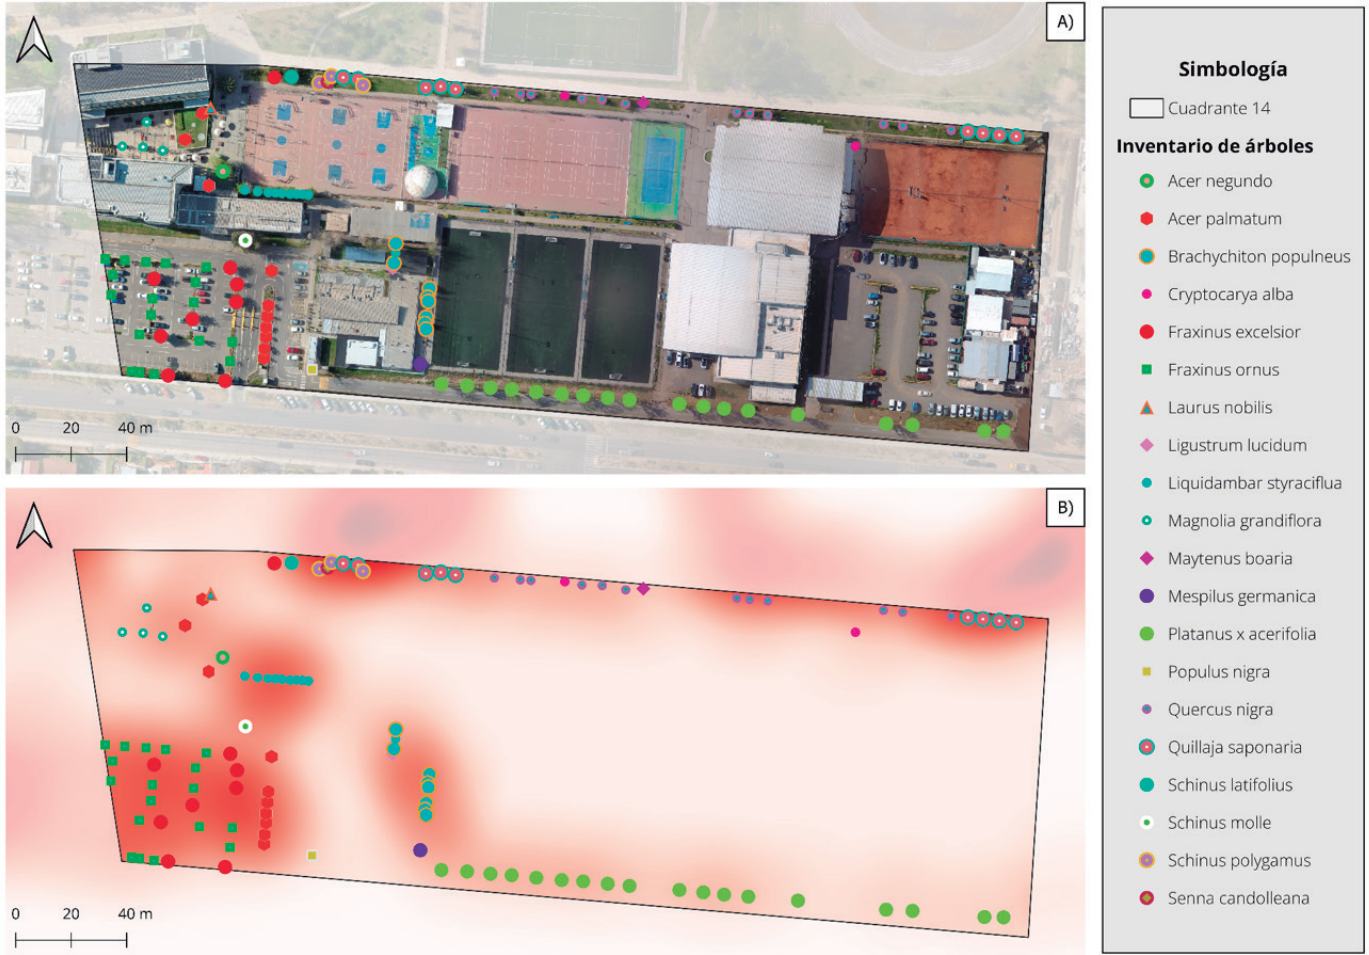 A)
0 20 40 m
B)
0 20 40 m
Simbología
Cuadrante 14
Inventario de árboles
Acer negundo
Acer palmatum
Brachychiton populneus
Cryptocarya alba
Fraxinus excelsior
Fraxinus ornus
Laurus nobilis
Ligustrum lucidum
Liquidambar styraciflua
Magnolia grandiflora
Maytenus boaria
Mespilus germanica
Platanus x acerifolia
Populus nigra
Quercus nigra
Quillaja saponaria
Schinus latifolius
Schinus molle
Schinus polygamus
Senna candolleana